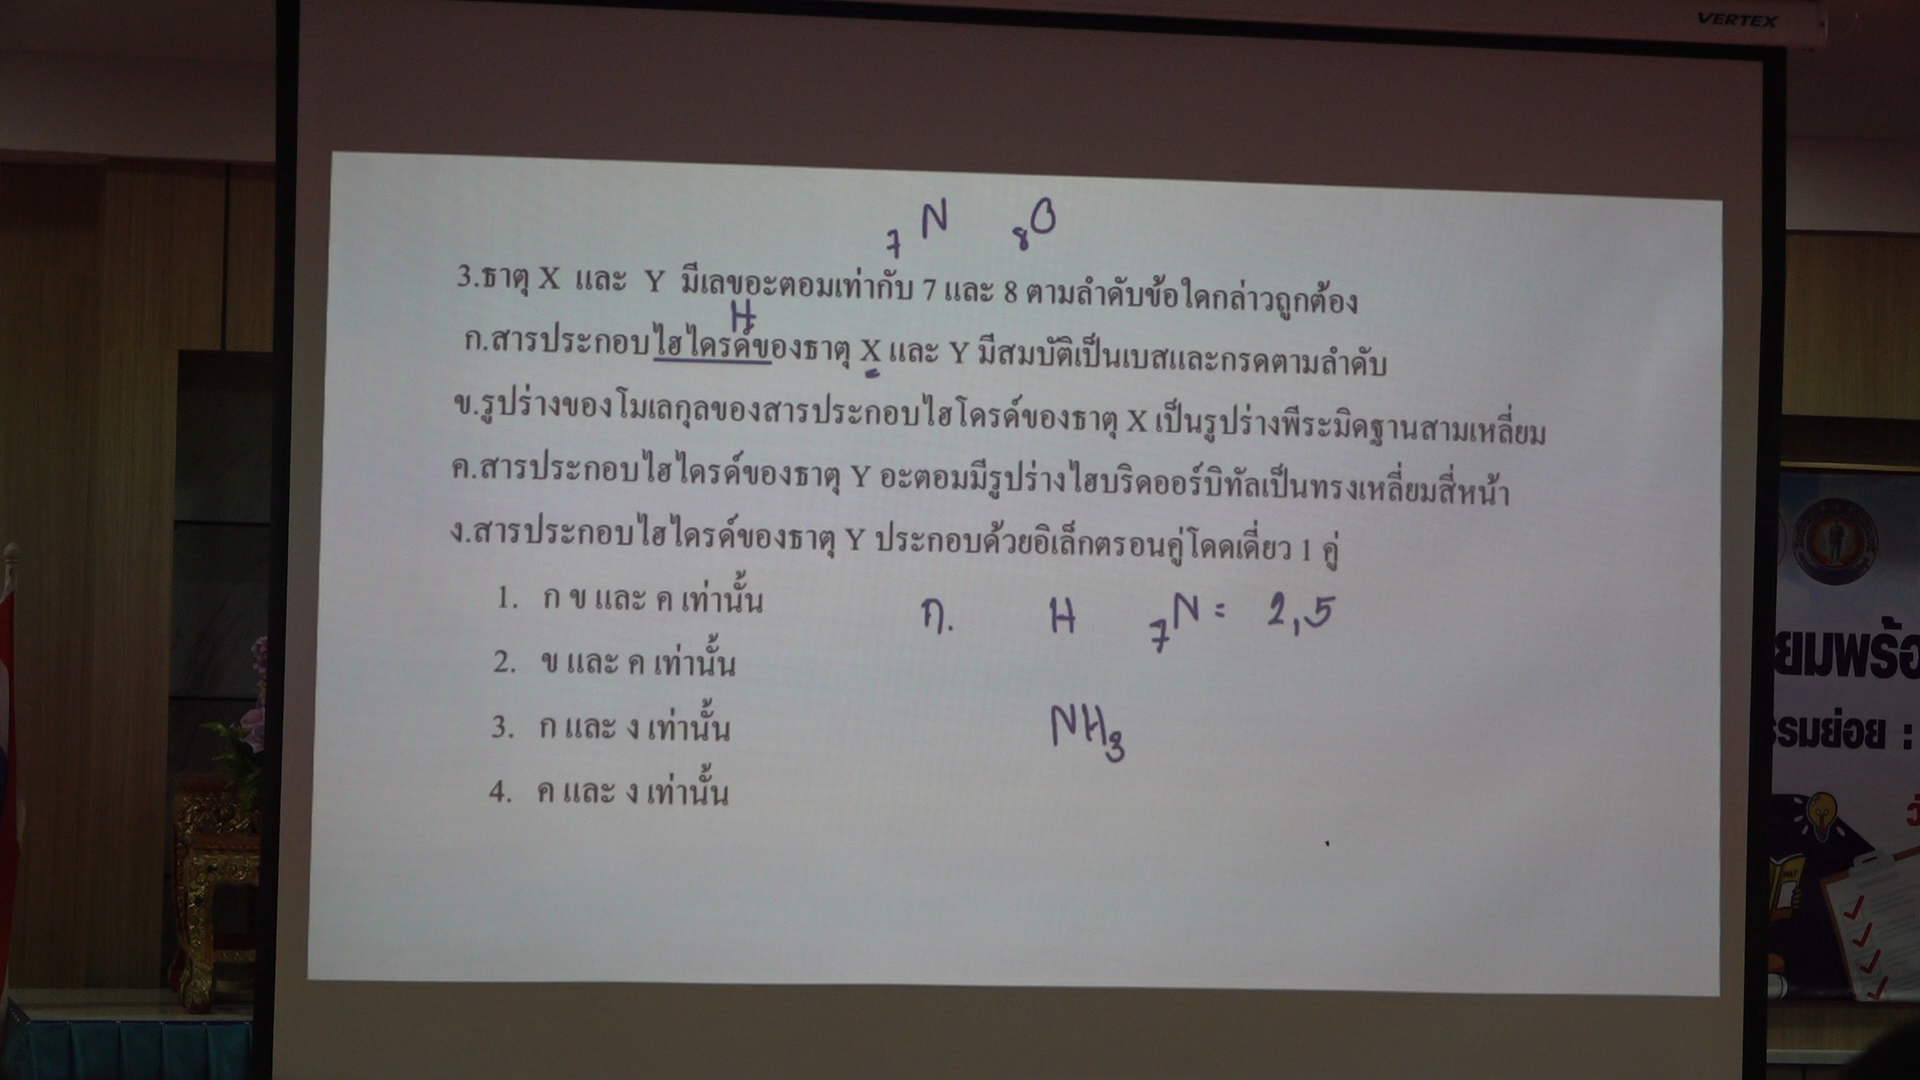 VERTEX
7N 8O
3.ธาตุ X และ Y มีเลขอะตอมเท่ากับ 7 และ 8 ตามลำดับข้อใดกล่าวถูกต้อง
H
ก.สารประกอบไฮไดรด์ของธาตุ X และ Y มีสมบัติเป็นเบสและกรดตามลำดับ
ข.รูปร่างของโมเลกุลของสารประกอบไฮโดรด์ของธาตุ X เป็นรูปร่างพีระมิดฐานสามเหลี่ยม
ค.สารประกอบไฮไดรด์ของธาตุ Y อะตอมมีรูปร่างไฮบริดออร์บิทัลเป็นทรงเหลี่ยมสี่หน้า
ง.สารประกอบไฮไดรด์ของธาตุ Y ประกอบด้วยอิเล็กตรอนคู่โดดเดี่ยว 1 คู่
1. ก ข และ ค เท่านั้น
2. ข และ ค เท่านั้น
3. ก และ ง เท่านั้น
4. ค และ ง เท่านั้น
ก. H 7N = 2,5
NH3